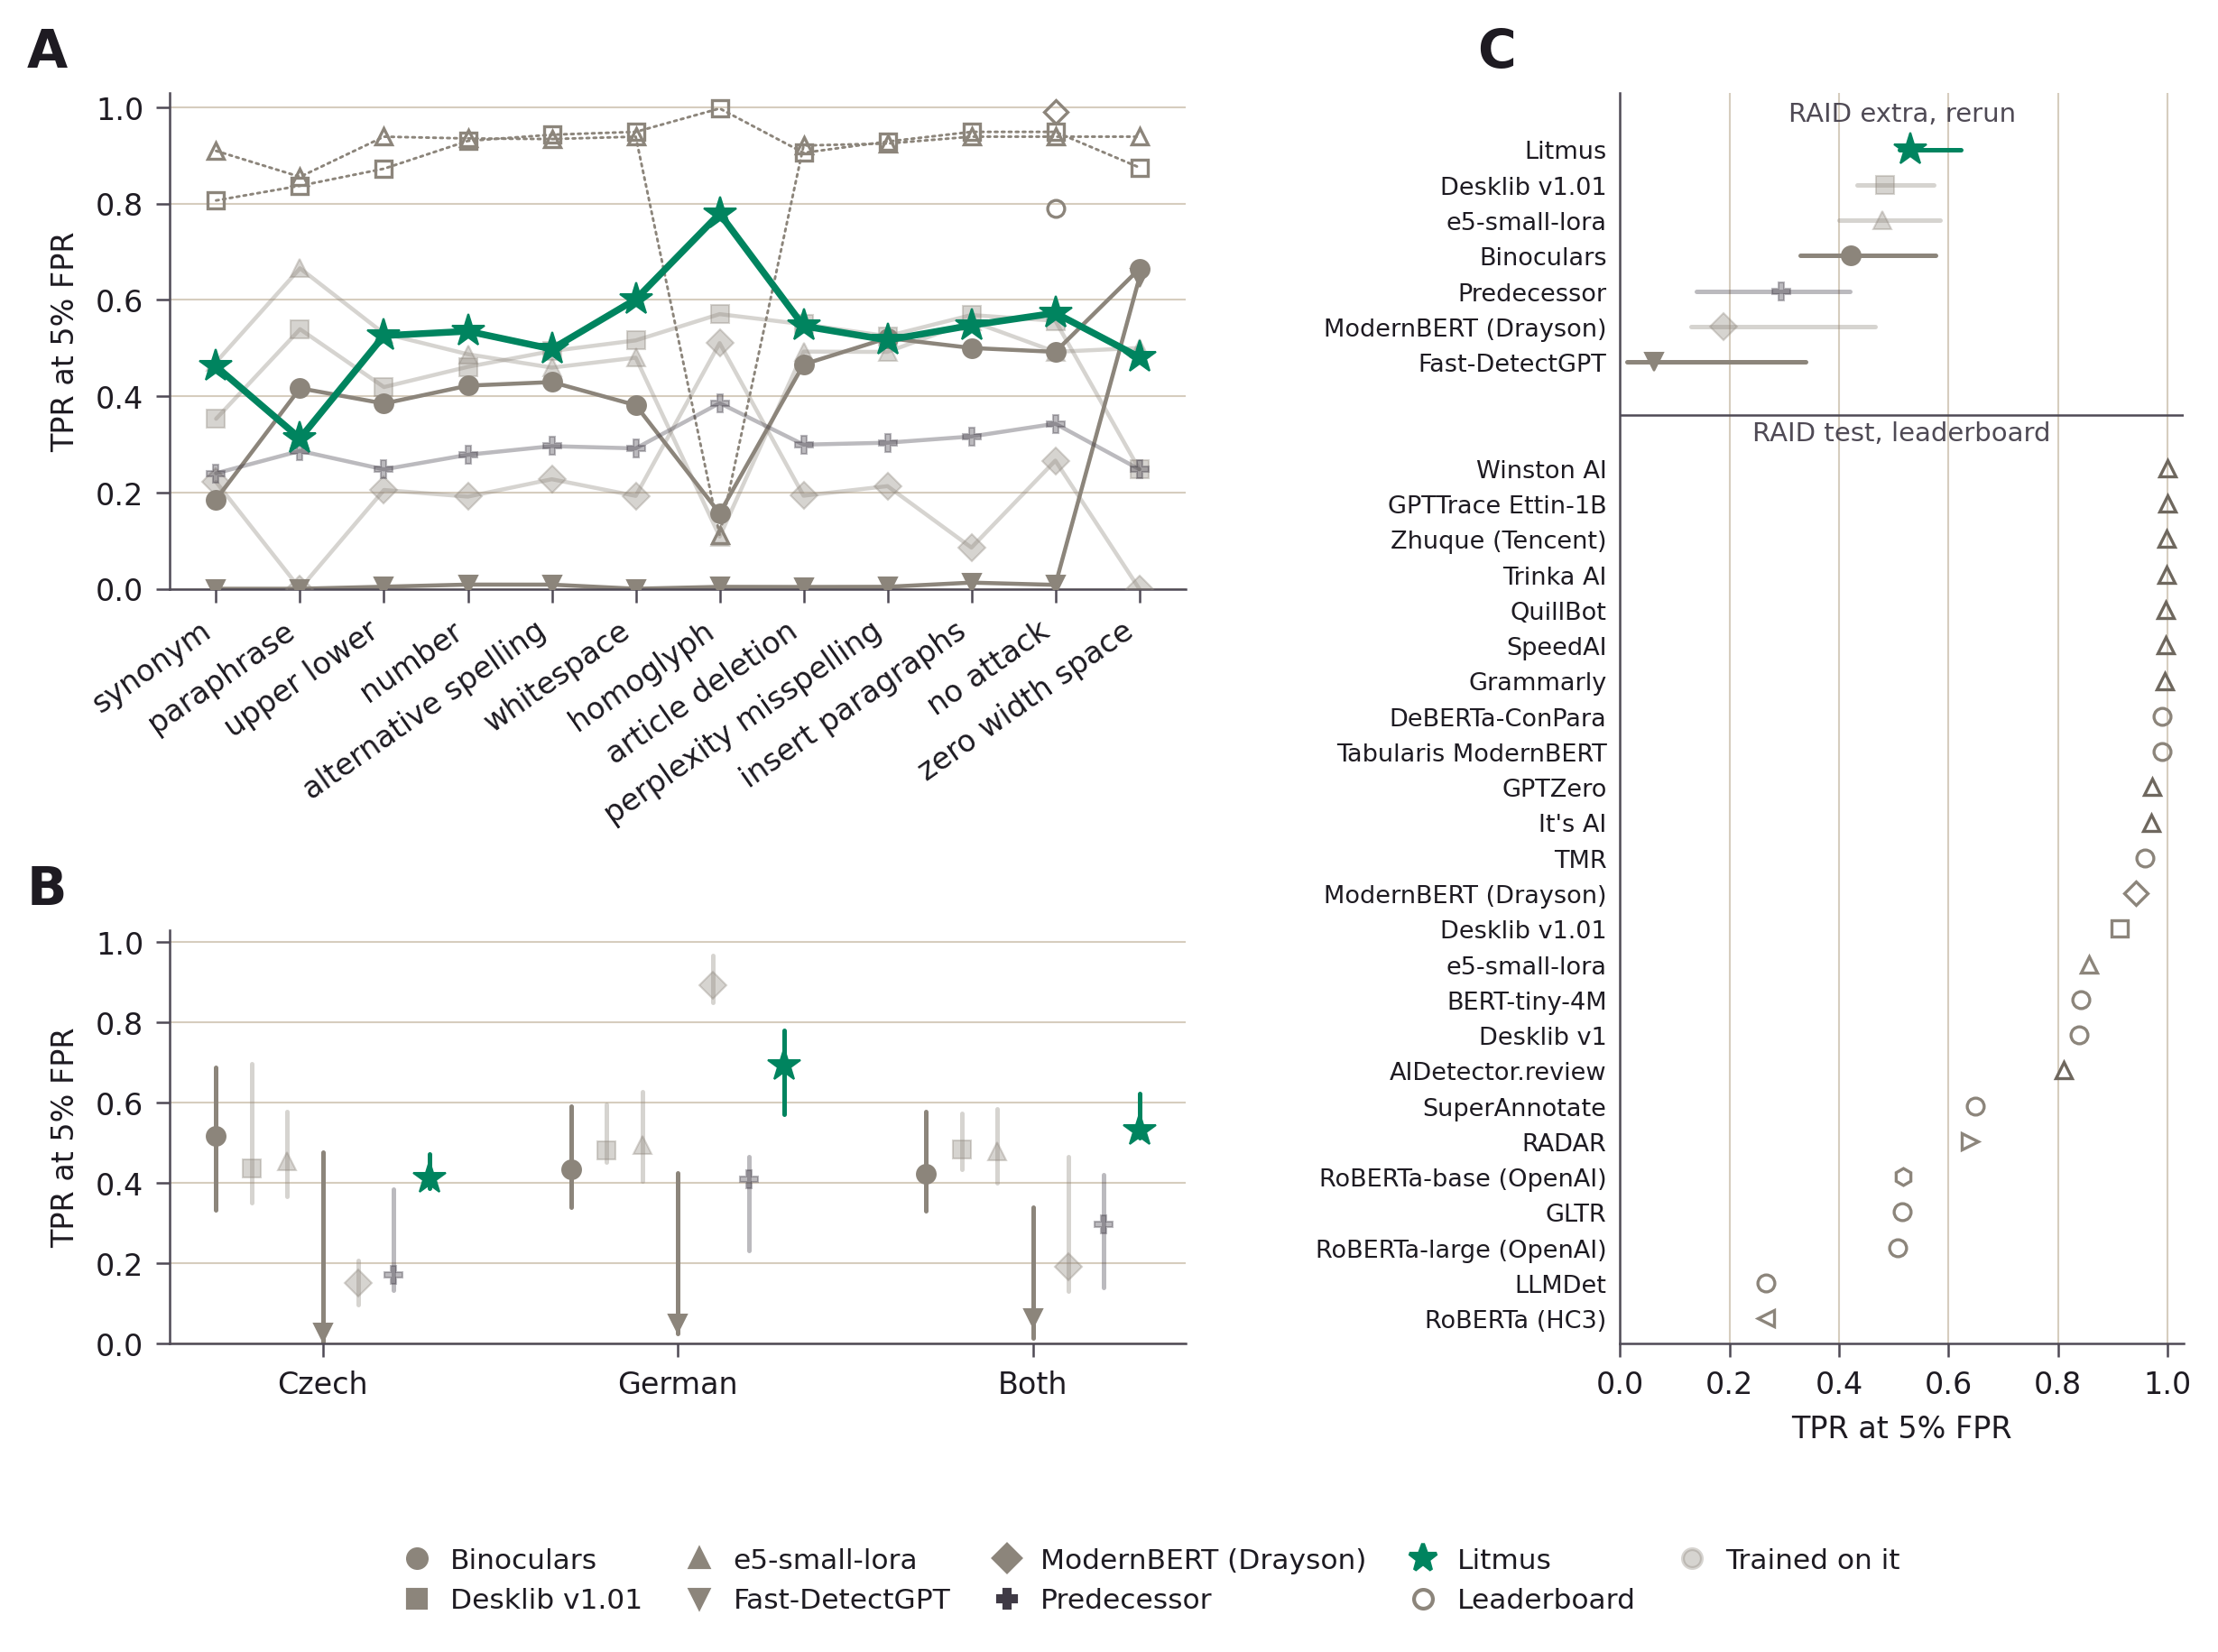 A
TPR at 5% FPR
1.0
0.8
0.6
0.4
0.2
0.0
synonym
paraphrase
upper lower
number
alternative spelling
whitespace
homoglyph
article deletion
perplexity misspelling
insert paragraphs
no attack
zero width space
B
TPR at 5% FPR
1.0
0.8
0.6
0.4
0.2
0.0
Czech
German
Both
C
RAID extra, rerun
Litmus
Desklib v1.01
e5-small-lora
Binoculars
Predecessor
ModernBERT (Drayson)
Fast-DetectGPT
RAID test, leaderboard
Winston AI
GPTTrace Ettin-1B
Zhuque (Tencent)
Trinka AI
QuillBot
SpeedAI
Grammarly
DeBERTa-ConPara
Tabularis ModernBERT
GPTZero
It's AI
TMR
ModernBERT (Drayson)
Desklib v1.01
e5-small-lora
BERT-tiny-4M
Desklib v1
AIDetector.review
SuperAnnotate
RADAR
RoBERTa-base (OpenAI)
GLTR
RoBERTa-large (OpenAI)
LLMDet
RoBERTa (HC3)
0.0 0.2 0.4 0.6 0.8 1.0
TPR at 5% FPR
Binoculars e5-small-lora ModernBERT (Drayson) Litmus Trained on it
Desklib v1.01 Fast-DetectGPT Predecessor Leaderboard